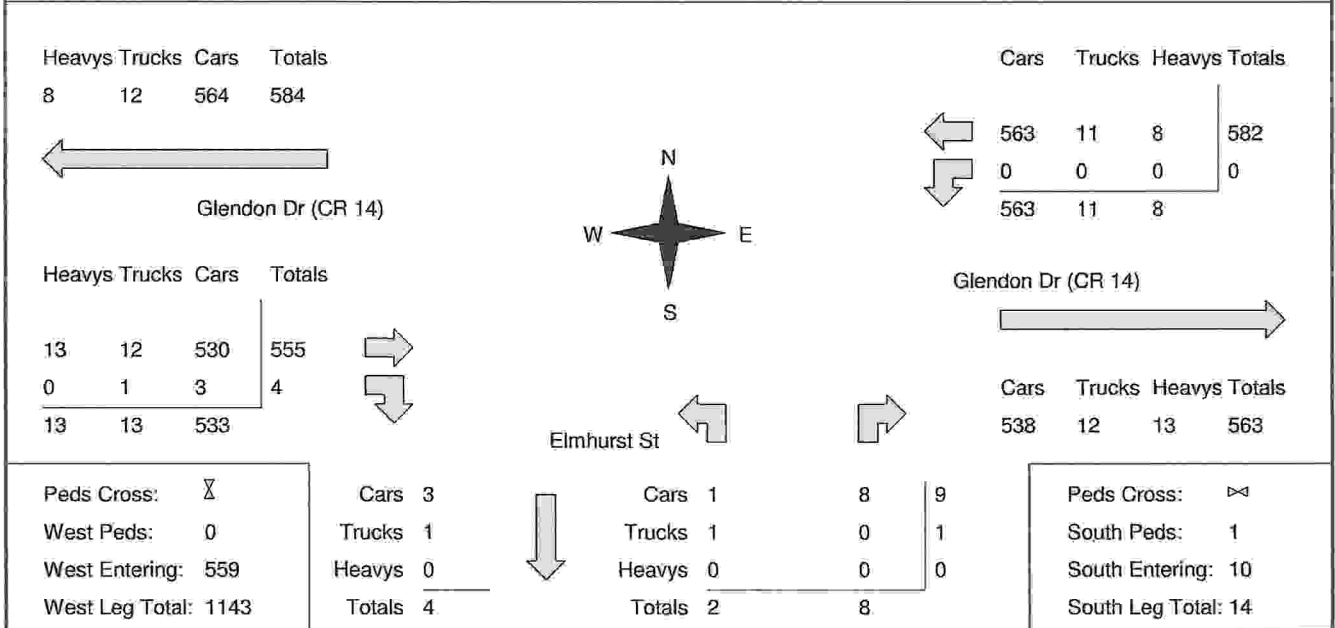 Heavys Trucks Cars Totals
8 12 564 584
Glendon Dr (CR 14)
Heavys Trucks Cars Totals
13 12 530 555
0 1 3 4
13 13 533
N
W E
S
Cars Trucks Heavys Totals
563 11 8 582
0 0 0 0
563 11 8
Glendon Dr (CR 14)
Cars Trucks Heavys Totals
538 12 13 563
Elmhurst St
Peds Cross:
West Peds: 0
West Entering: 559
West Leg Total: 1143
Cars 3
Trucks 1
Heavys 0
Totals 4
Cars 1 8 9
Trucks 1 0 1
Heavys 0 0 0
Totals 2 8
Peds Cross:
South Peds: 1
South Entering: 10
South Leg Total: 14